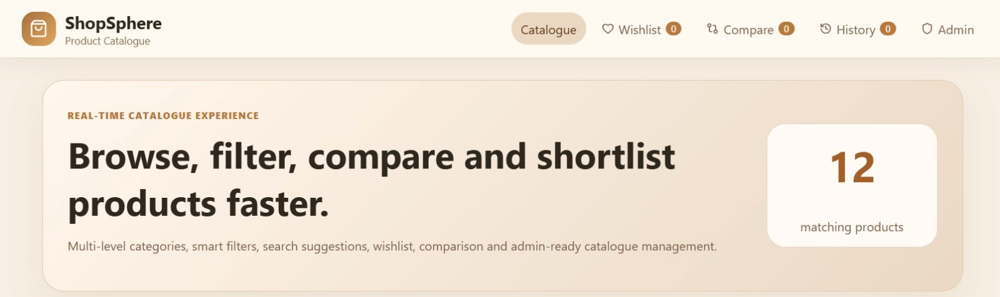 ShopSphere
Product Catalogue
Catalogue
Wishlist 0
Compare 0
History 0
Admin
REAL-TIME CATALOGUE EXPERIENCE
Browse, filter, compare and shortlist
products faster.
Multi-level categories, smart filters, search suggestions, wishlist, comparison and admin-ready catalogue management.
12
matching products